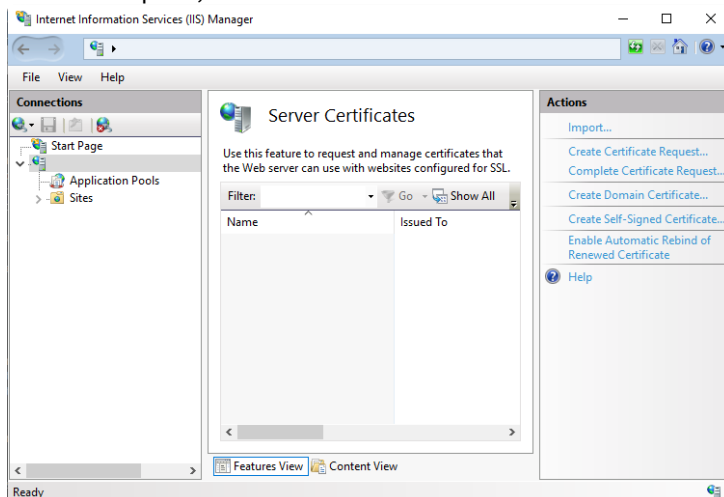 Internet Information Services (IIS) Manager
File View Help
Connections
Start Page
Application Pools
Sites
Server Certificates
Use this feature to request and manage certificates that
the Web server can use with websites configured for SSL.
Filter: Go Show All
Name Issued To
Features View Content View
Actions
Import...
Create Certificate Request...
Complete Certificate Request...
Create Domain Certificate...
Create Self-Signed Certificate...
Enable Automatic Rebind of
Renewed Certificate
Help
Ready